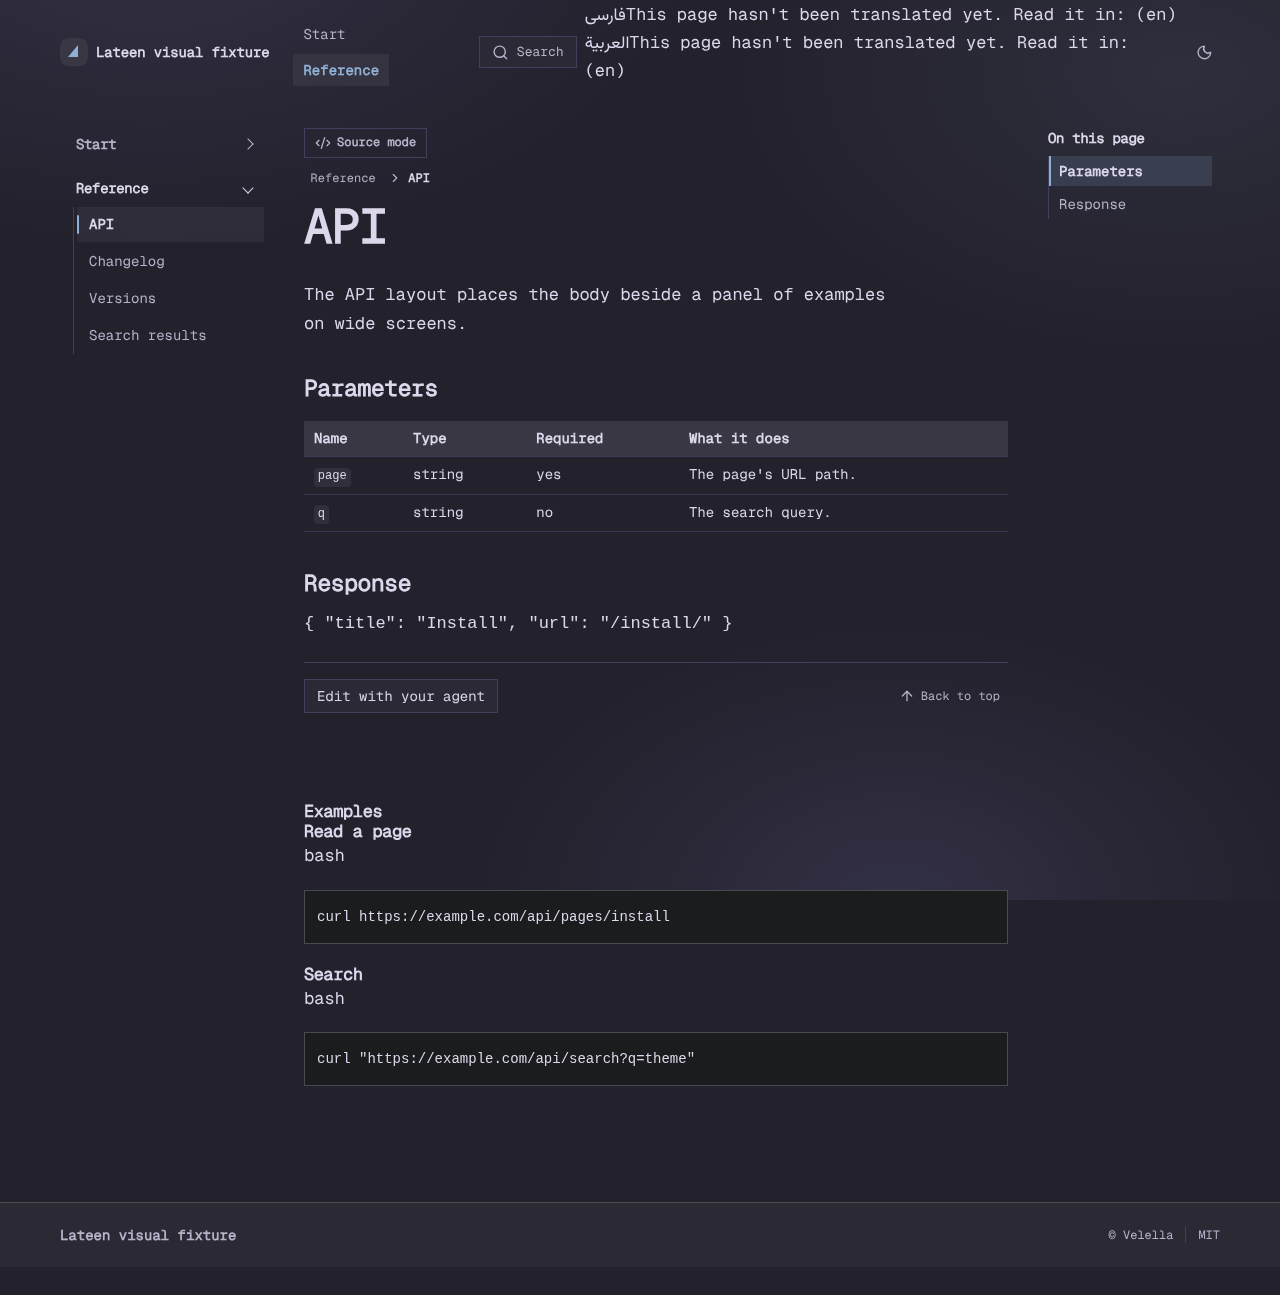 Lateen visual fixture
Start
Reference
Search
فارسیThis page hasn't been translated yet. Read it in: (en)
العربيةThis page hasn't been translated yet. Read it in:
(en)
Start
Reference
API
Changelog
Versions
Search results
Source mode
Reference
API
API
The API layout places the body beside a panel of examples
on wide screens.
Parameters
Name Type Required What it does
page string yes The page's URL path.
q string no The search query.
Response
{ "title": "Install", "url": "/install/" }
Edit with your agent
Back to top
Examples
Read a page
bash
curl https://example.com/api/pages/install
Search
bash
curl "https://example.com/api/search?q=theme"
On this page
Parameters
Response
Lateen visual fixture
© Velella
MIT